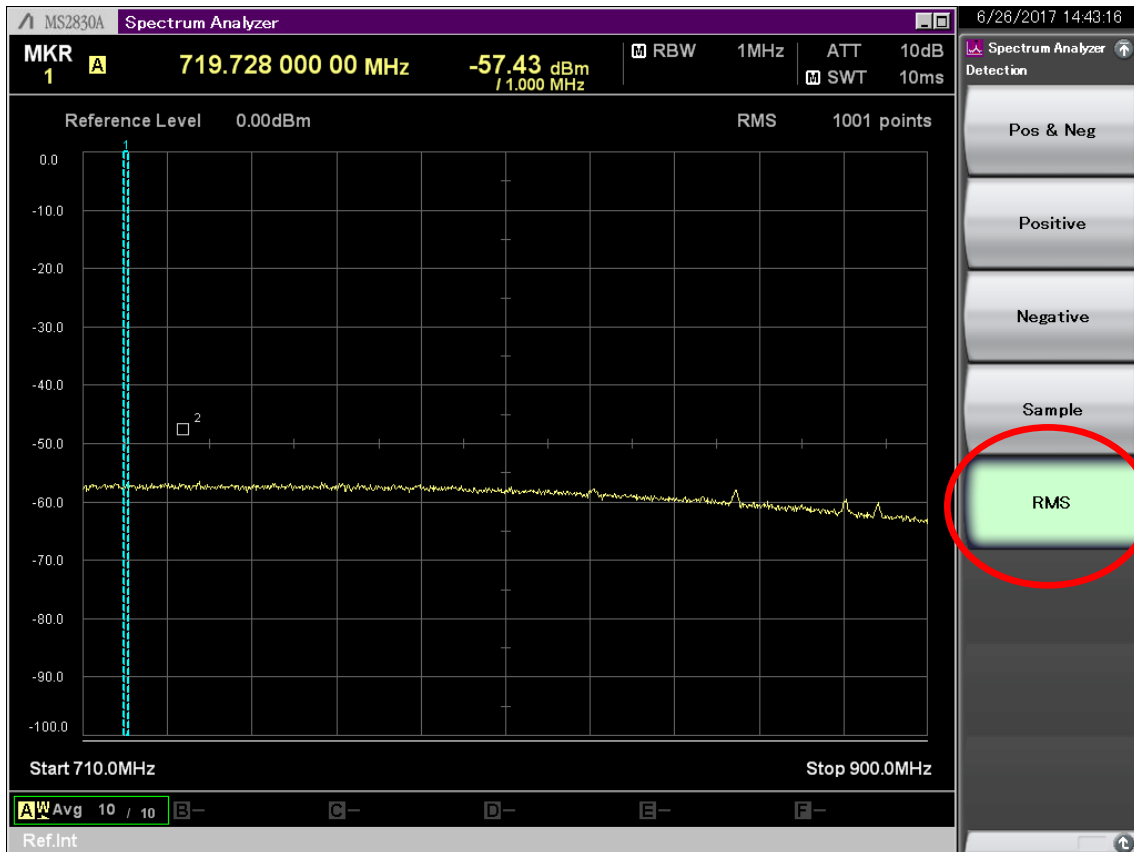 MS2830A Spectrum Analyzer
6/26/2017 14:43:16
MKR 1 A 719.728 000 00 MHz -57.43 dBm / 1.000 MHz
M RBW 1MHz ATT 10dB
M SWT 10ms
Reference Level 0.00dBm RMS 1001 points
1
0.0
-10.0
-20.0
-30.0
-40.0
2
-50.0
-60.0
-70.0
-80.0
-90.0
-100.0
Start 710.0MHz Stop 900.0MHz
A W Avg 10 / 10 B- C- D- E- F-
Ref.Int
Spectrum Analyzer
Detection
Pos & Neg
Positive
Negative
Sample
RMS